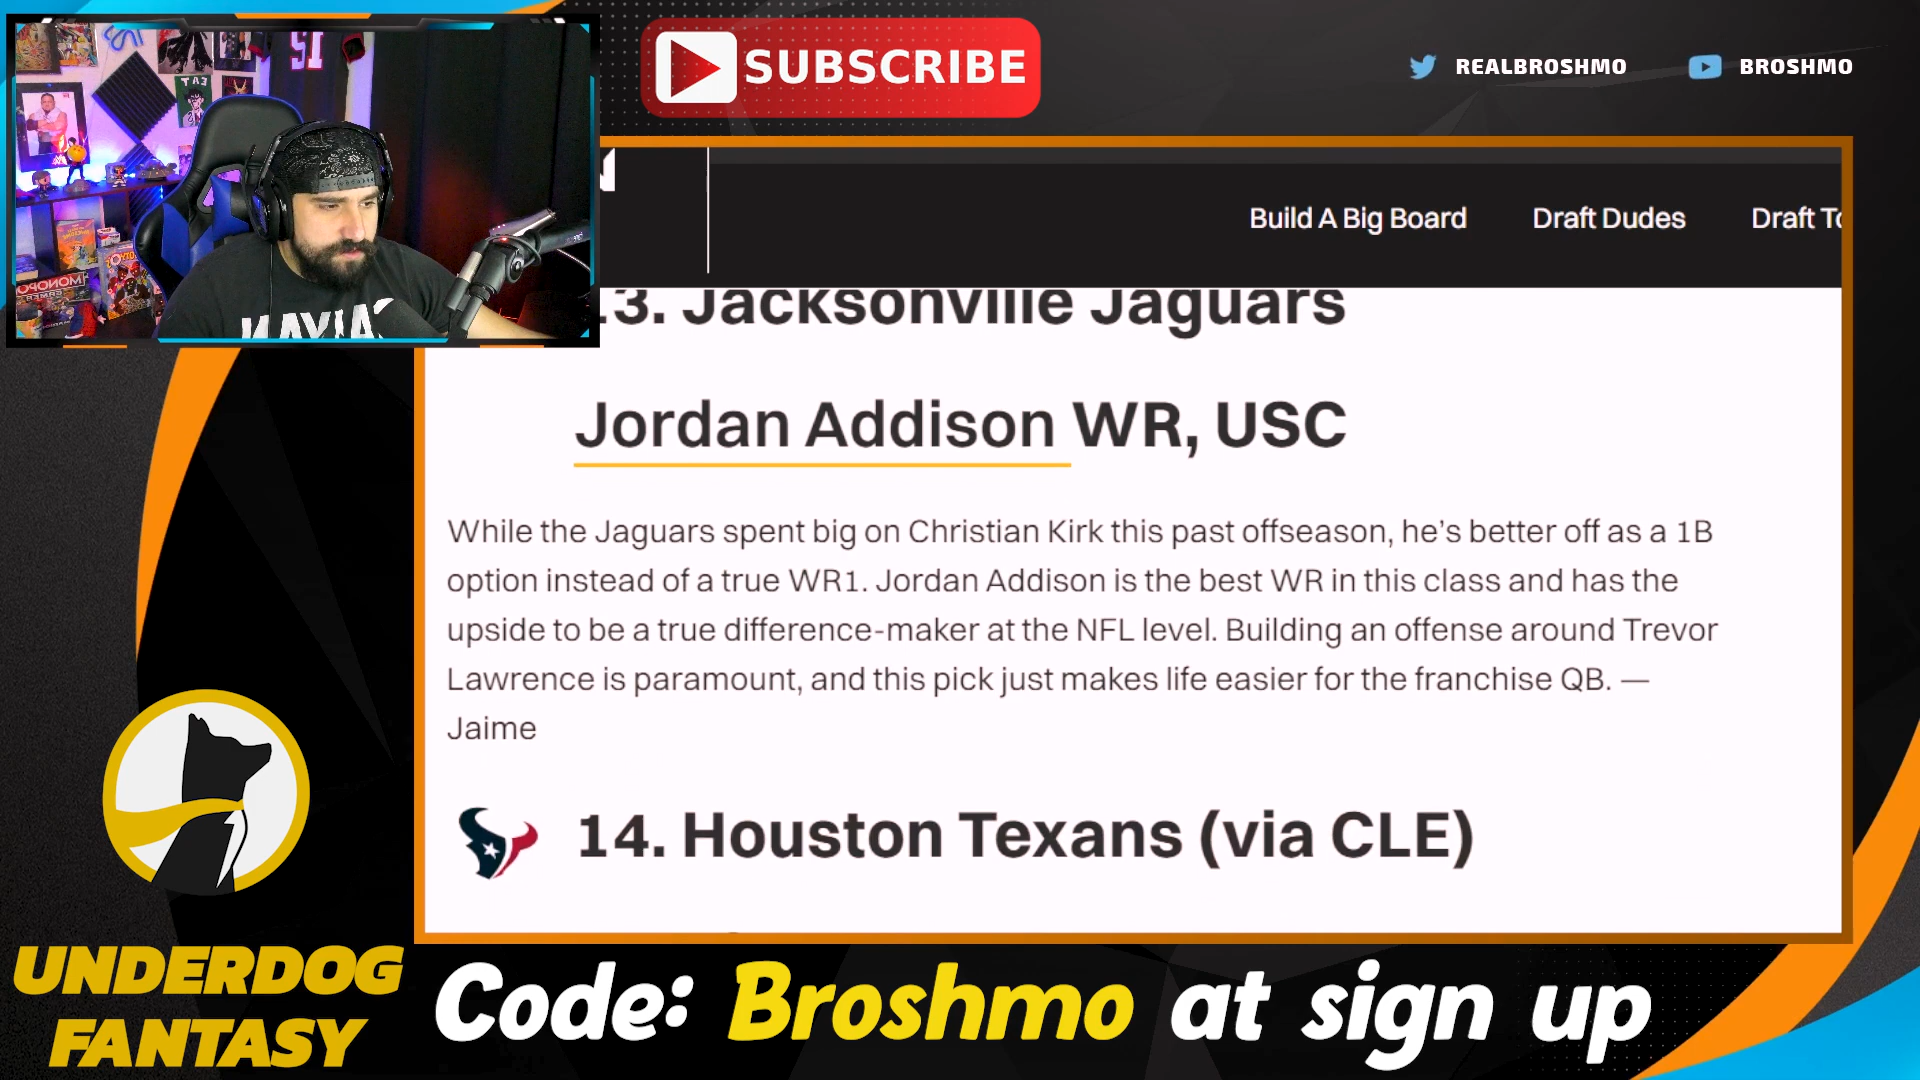 SUBSCRIBE
REALBROSHMO
BROSHMO
Build A Big Board
Draft Dudes
Draft To
13. Jacksonville Jaguars
Jordan Addison WR, USC
While the Jaguars spent big on Christian Kirk this past offseason, he’s better off as a 1B
option instead of a true WR1. Jordan Addison is the best WR in this class and has the
upside to be a true difference-maker at the NFL level. Building an offense around Trevor
Lawrence is paramount, and this pick just makes life easier for the franchise QB. —
Jaime
14. Houston Texans (via CLE)
UNDERDOG
FANTASY
Code: Broshmo at sign up